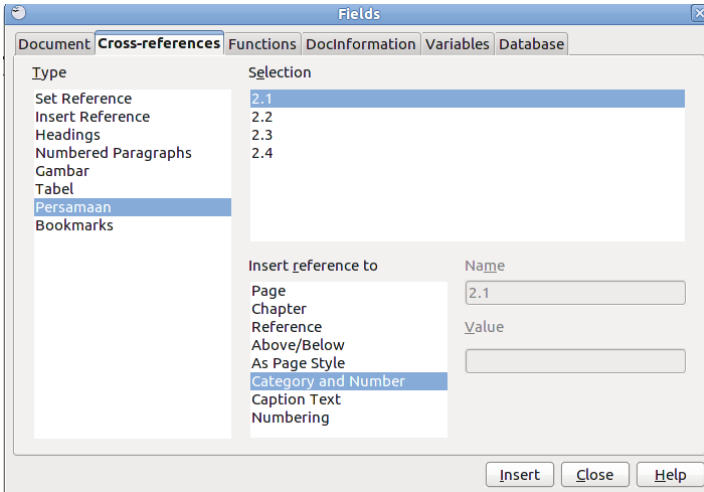 Fields
Document Cross-references Functions DocInformation Variables Database
Type
Set Reference
Insert Reference
Headings
Numbered Paragraphs
Gambar
Tabel
Persamaan
Bookmarks
Selection
2.1
2.2
2.3
2.4
Insert reference to
Page
Chapter
Reference
Above/Below
As Page Style
Category and Number
Caption Text
Numbering
Name
2.1
Value
Insert Close Help